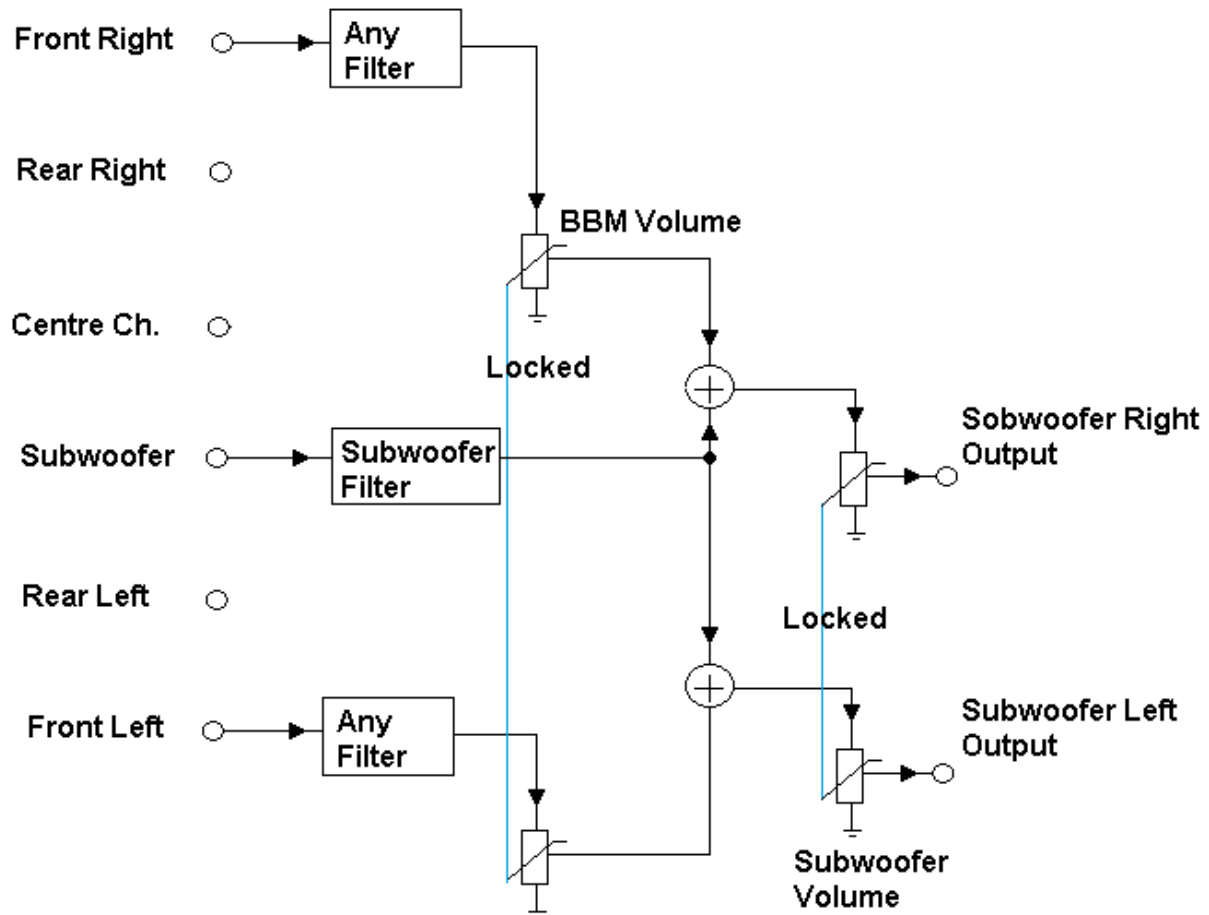 Front Right
Any
Filter
Rear Right
BBM Volume
Centre Ch.
Locked
Subwoofer
Subwoofer
Filter
Sobwoofer Right
Output
Rear Left
Locked
Front Left
Any
Filter
Subwoofer Left
Output
Subwoofer
Volume